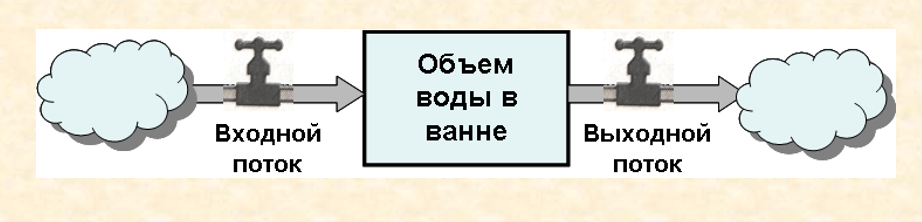 Объем
воды в
ванне
Входной
поток
Выходной
поток